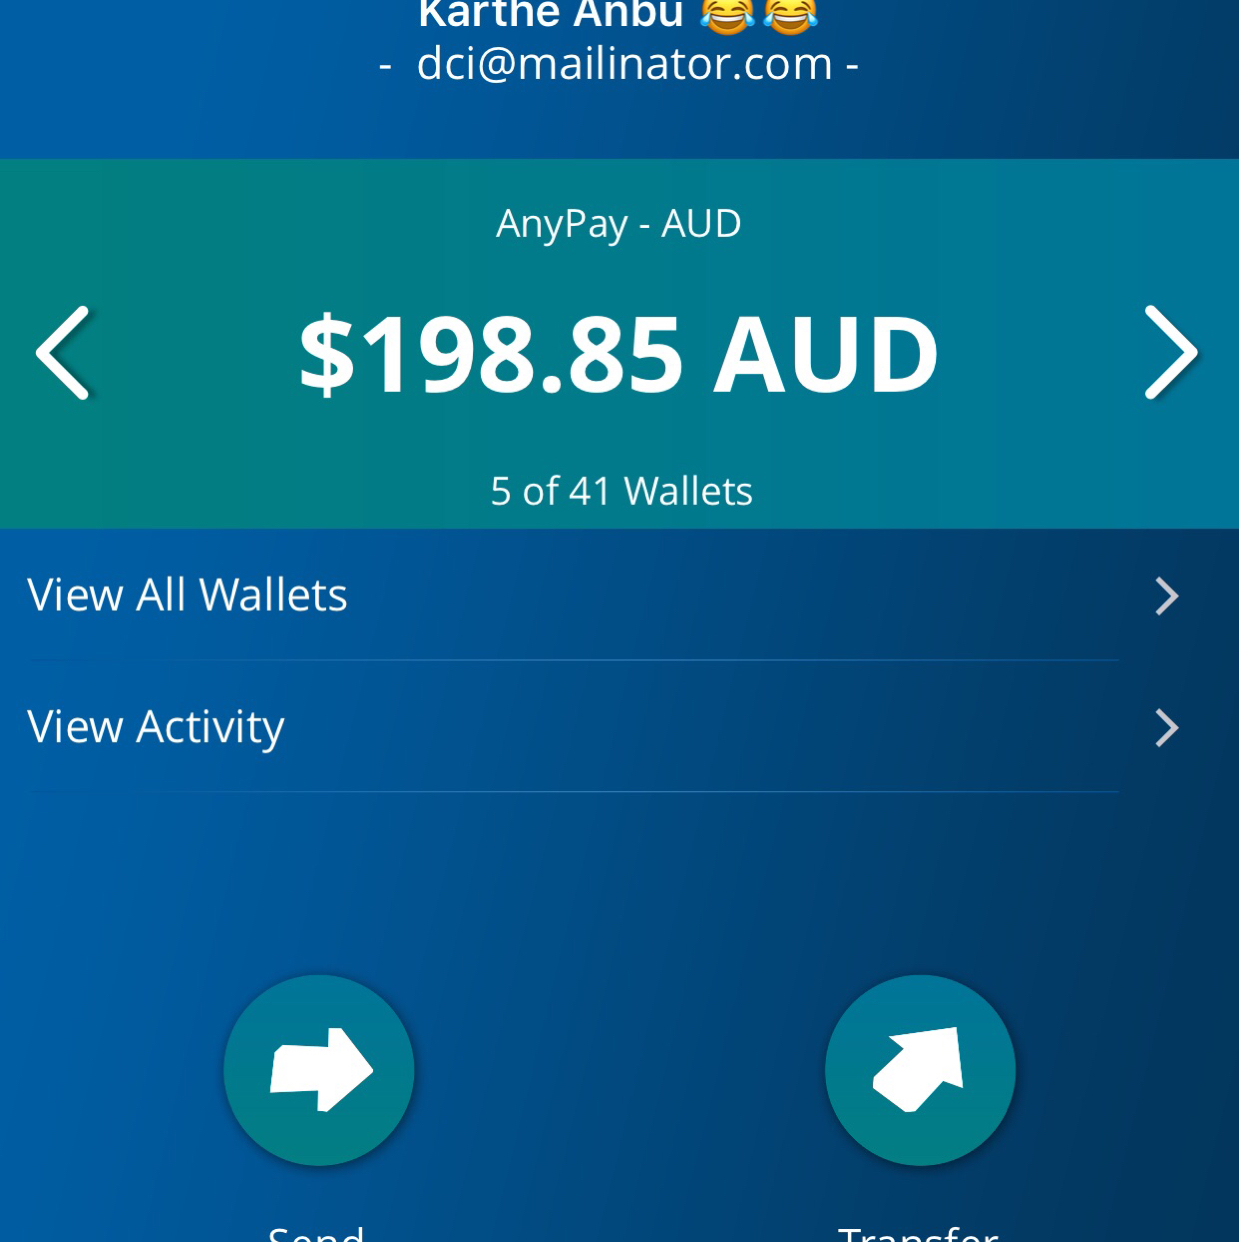 Karthe Anbu 😂😂
- dci@mailinator.com -
AnyPay - AUD
$198.85 AUD
5 of 41 Wallets
View All Wallets
View Activity
Send
Transfer